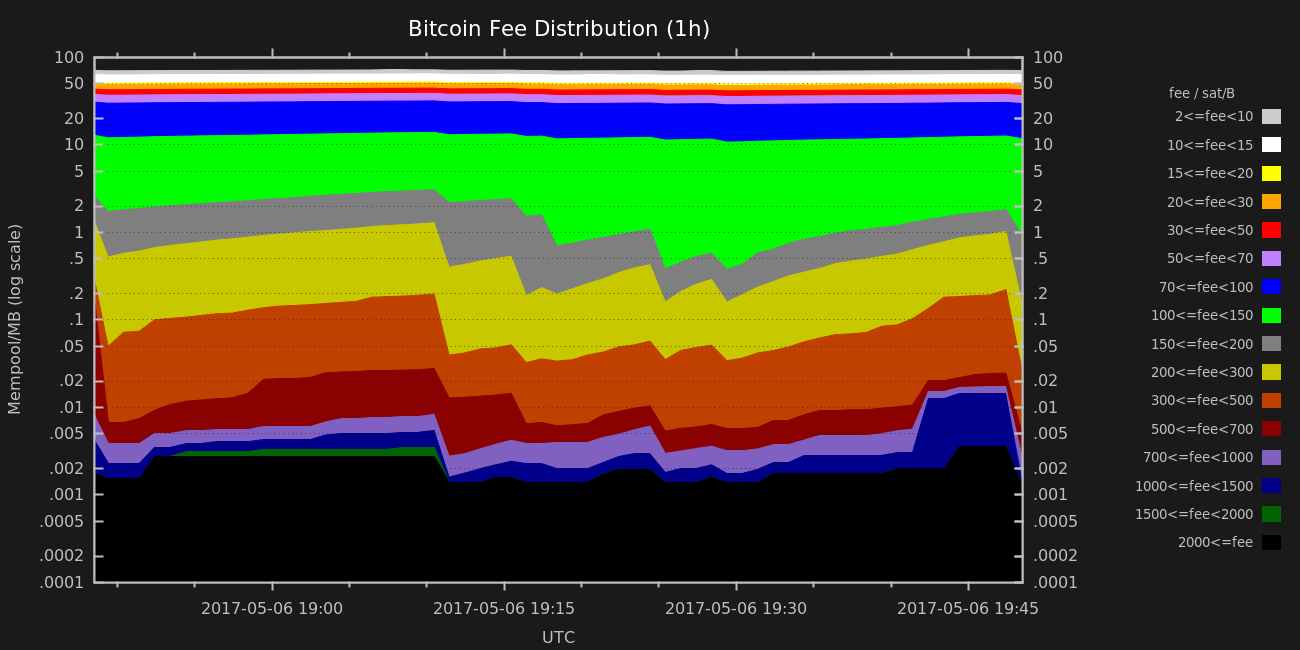 Bitcoin Fee Distribution (1h)
100 100
50 50
20 20
10 10
5 5
2 2
1 1
.5 .5
.2 .2
.1 .1
.05 .05
.02 .02
.01 .01
.005 .005
.002 .002
.001 .001
.0005 .0005
.0002 .0002
.0001 .0001
Mempool/MB (log scale)
2017-05-06 19:00 2017-05-06 19:15 2017-05-06 19:30 2017-05-06 19:45
UTC
fee / sat/B
2<=fee<10
10<=fee<15
15<=fee<20
20<=fee<30
30<=fee<50
50<=fee<70
70<=fee<100
100<=fee<150
150<=fee<200
200<=fee<300
300<=fee<500
500<=fee<700
700<=fee<1000
1000<=fee<1500
1500<=fee<2000
2000<=fee